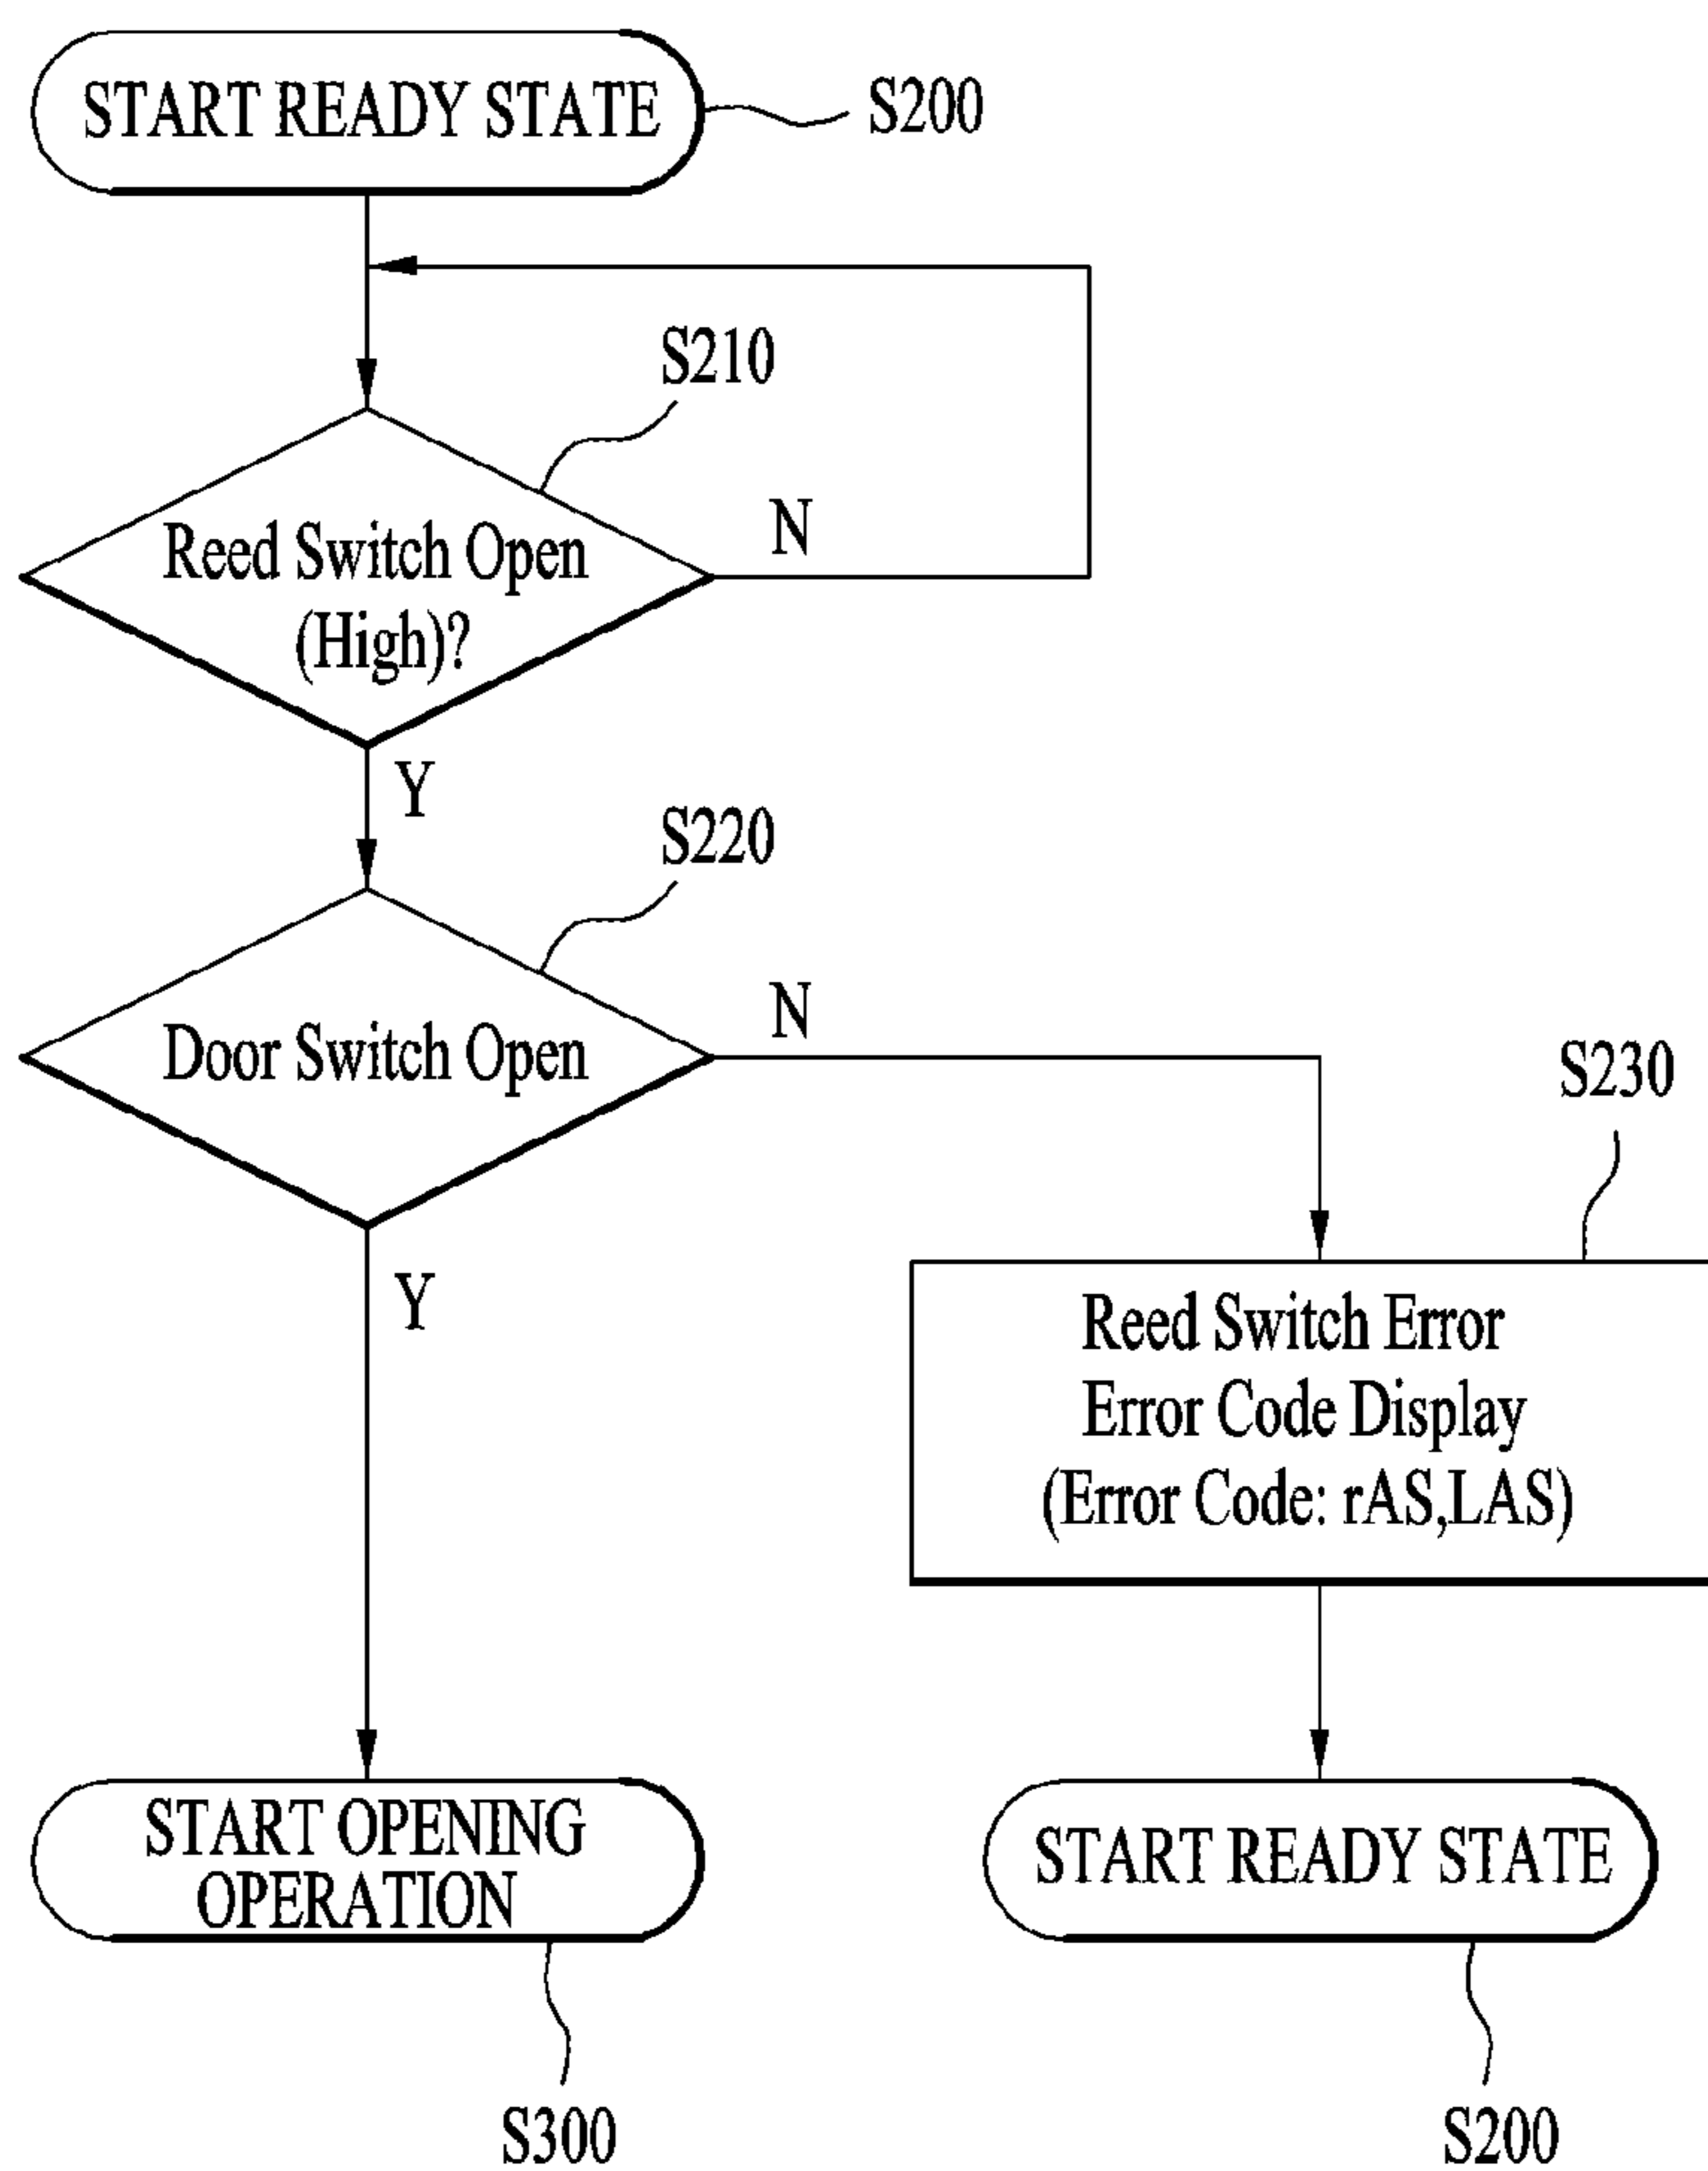 START READY STATE
S200
S210
Reed Switch Open
(High)?
N
Y
S220
Door Switch Open
N
Y
S230
Reed Switch Error
Error Code Display
(Error Code: rAS,LAS)
START OPENING
OPERATION
S300
START READY STATE
S200